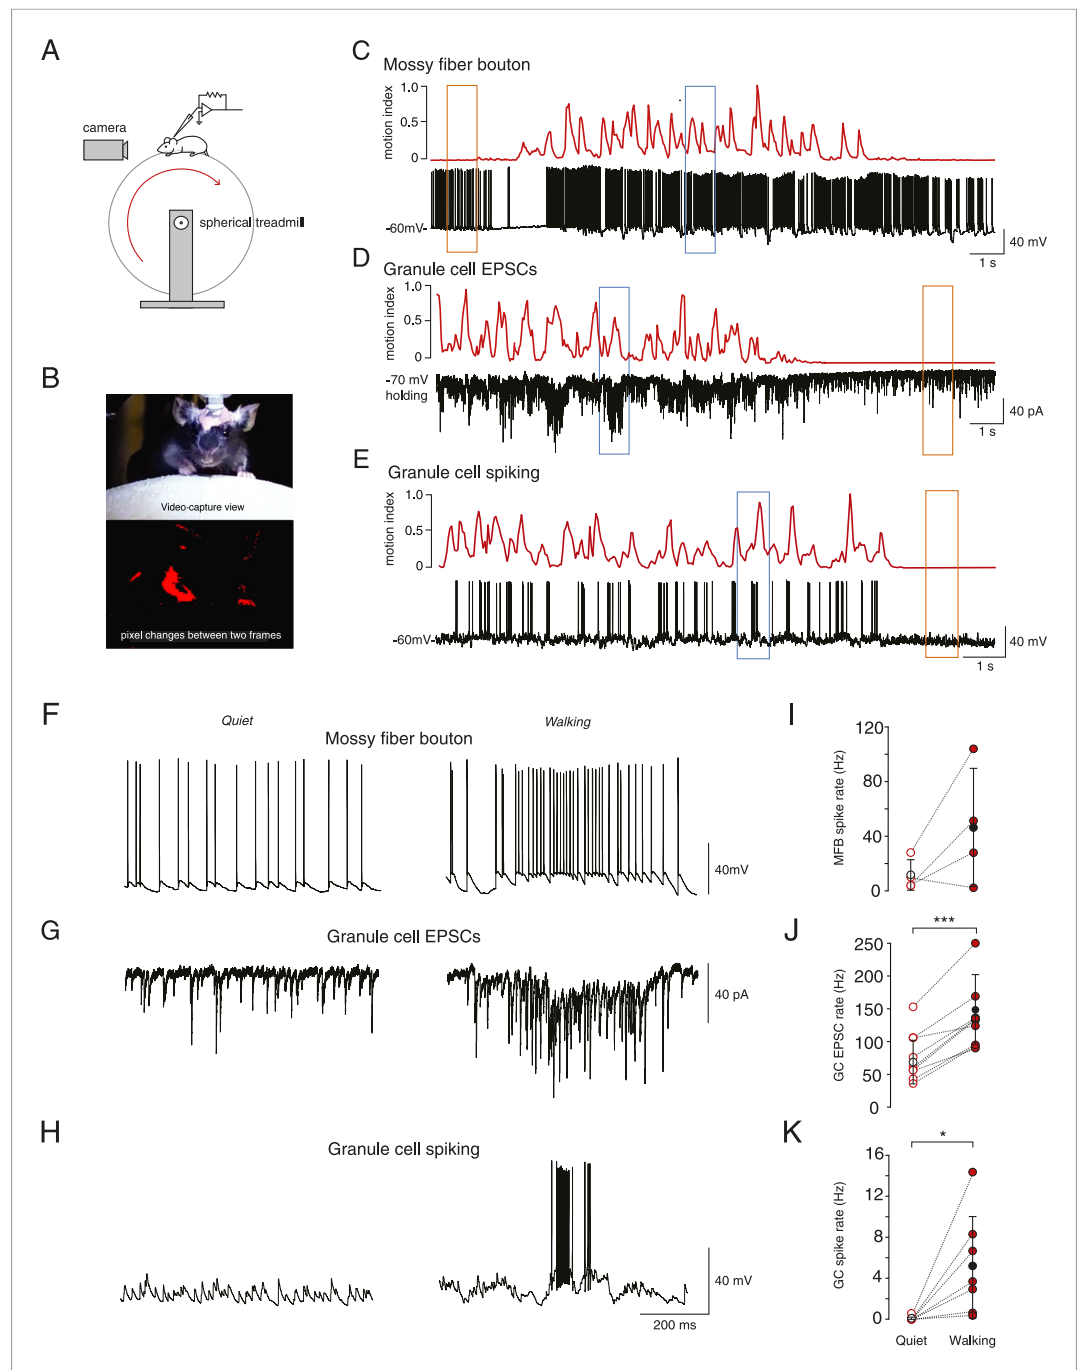 A
camera
spherical treadmill
B
Video-capture view
pixel changes between two frames
C
Mossy fiber bouton
motion index
1.0
0.5
0
-60mV-
40 mV
1 s
D
Granule cell EPSCs
motion index
1.0
0.5
0
-70 mV
holding
40 pA
1 s
E
Granule cell spiking
motion index
1.0
0.5
0
-60mV-
40 mV
1 s
F
Quiet
Walking
Mossy fiber bouton
40mV
G
Granule cell EPSCs
40 pA
H
Granule cell spiking
40 mV
200 ms
I
MFB spike rate (Hz)
120
80
40
0
J
***
GC EPSC rate (Hz)
250
200
150
100
50
0
K
*
GC spike rate (Hz)
16
12
8
4
0
Quiet
Walking